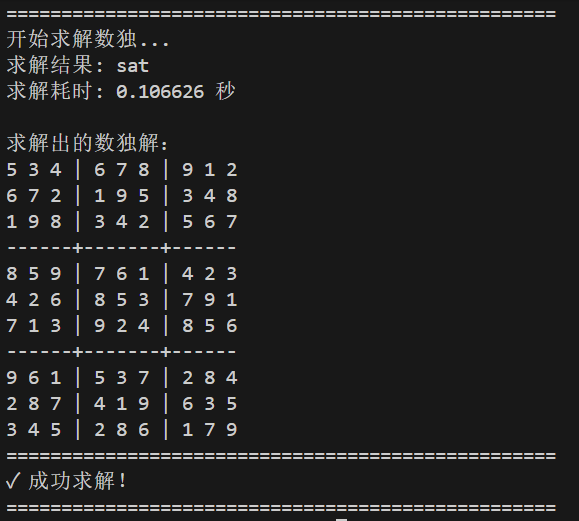 ==================================================
开始求解数独...
求解结果: sat
求解耗时: 0.106626 秒

求解出的数独解:
5 3 4 | 6 7 8 | 9 1 2
6 7 2 | 1 9 5 | 3 4 8
1 9 8 | 3 4 2 | 5 6 7
------+-------+------
8 5 9 | 7 6 1 | 4 2 3
4 2 6 | 8 5 3 | 7 9 1
7 1 3 | 9 2 4 | 8 5 6
------+-------+------
9 6 1 | 5 3 7 | 2 8 4
2 8 7 | 4 1 9 | 6 3 5
3 4 5 | 2 8 6 | 1 7 9
==================================================
✓ 成功求解!
==================================================